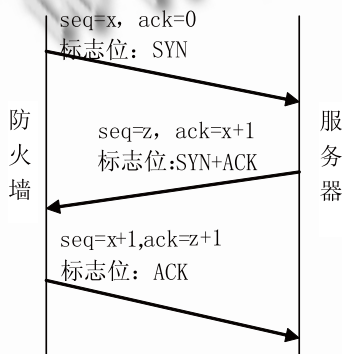 seq=x, ack=0
标志位: SYN
防火墙
服务器
seq=z, ack=x+1
标志位:SYN+ACK
seq=x+1,ack=z+1
标志位: ACK